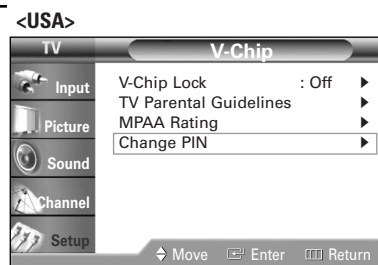 <USA>
TV
V-Chip
Input
Picture
Sound
Channel
Setup
V-Chip Lock : Off
TV Parental Guidelines
MPAA Rating
Change PIN
Move Enter Return